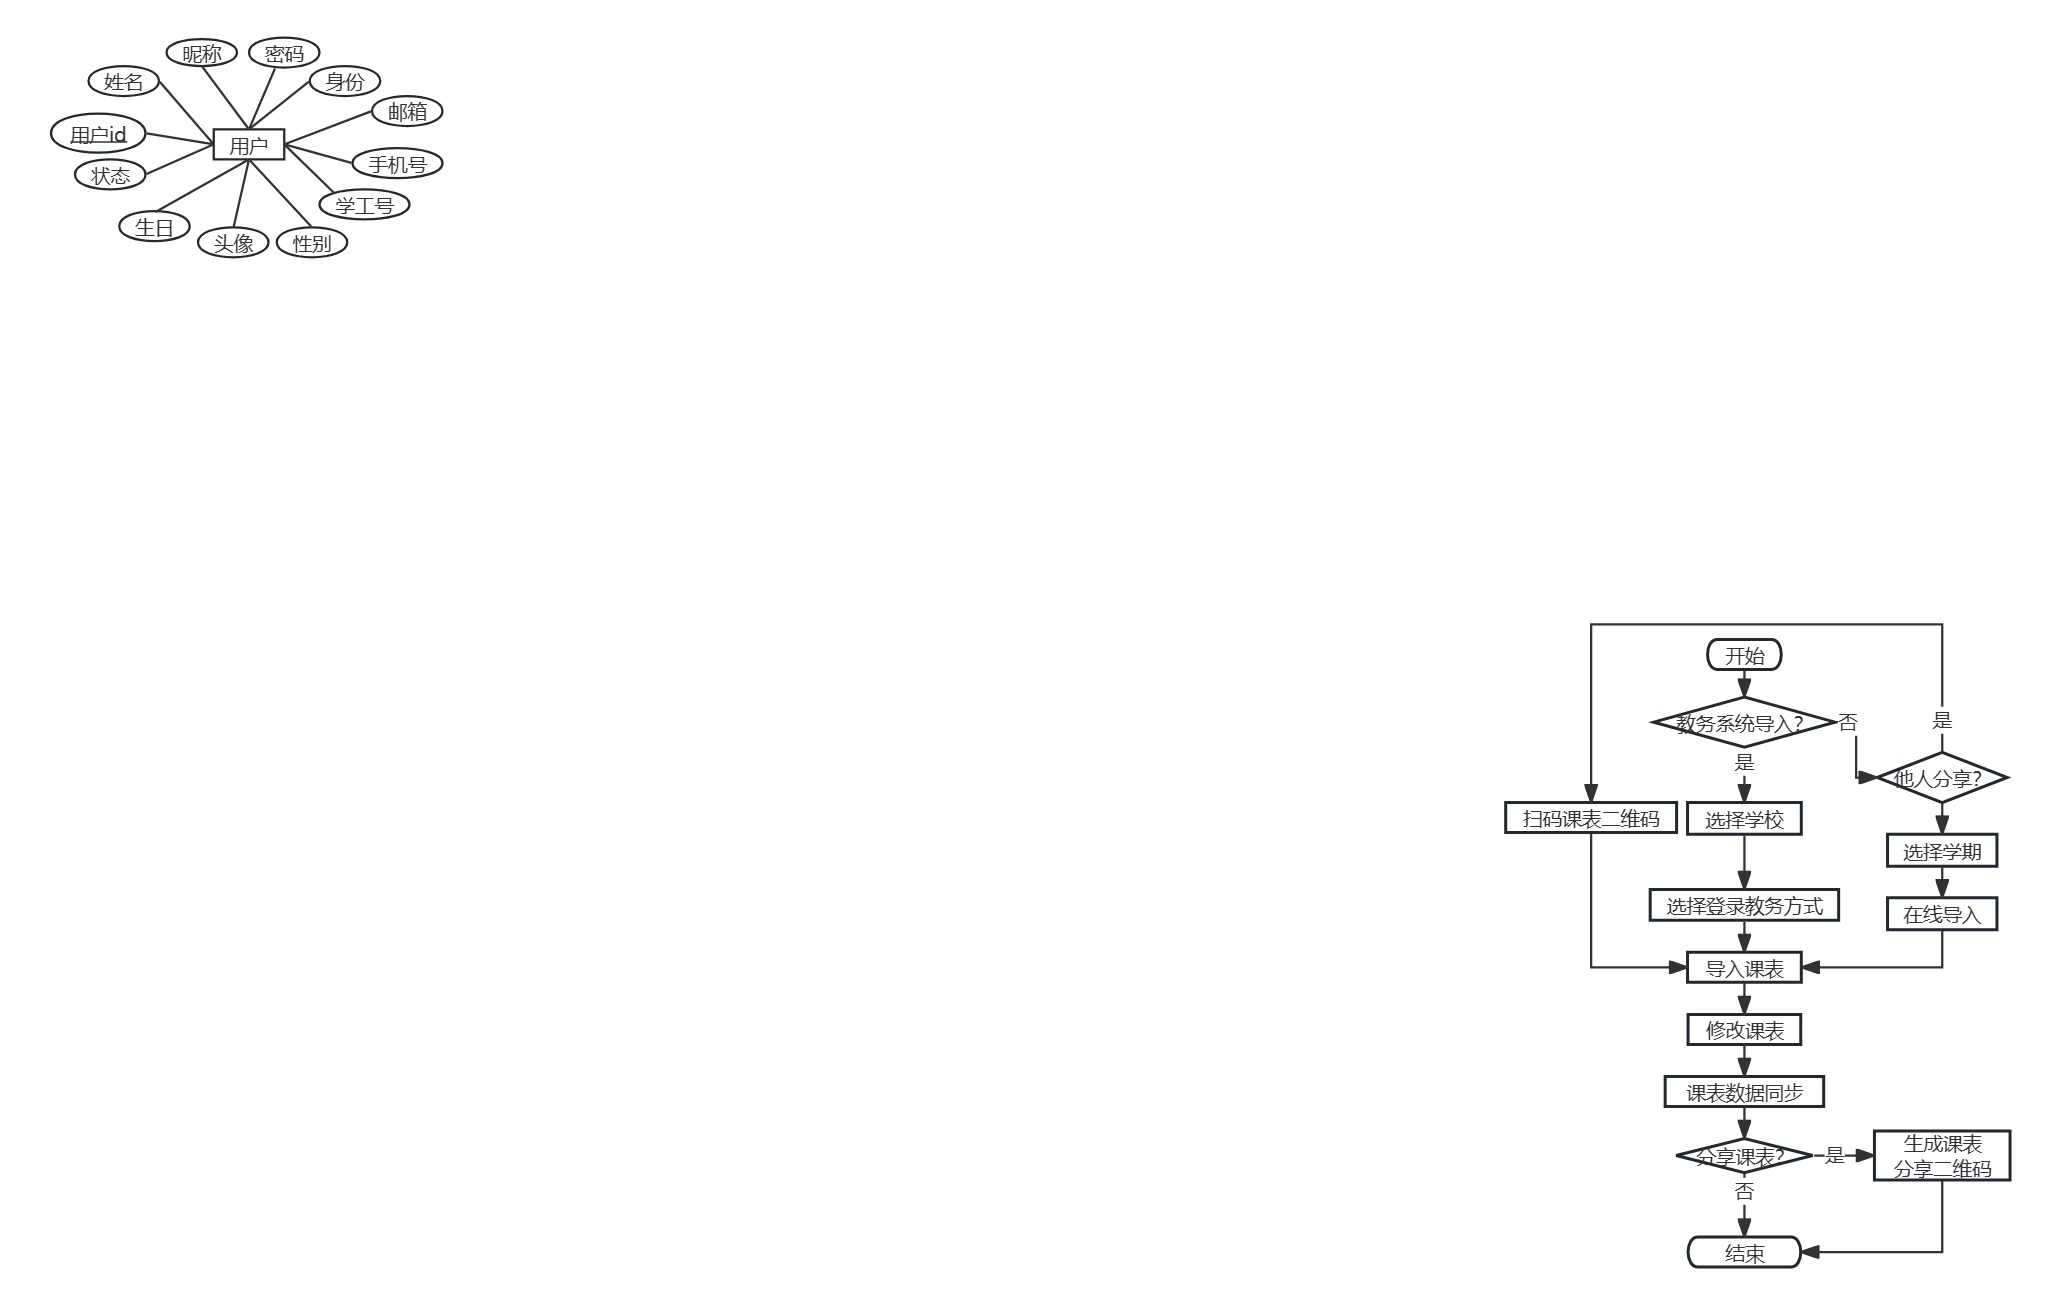 昵称
密码
姓名
身份
邮箱
用户id
用户
手机号
状态
学工号
生日
头像
性别
开始
教务系统导入?
否
是
是
他人分享?
扫码课表二维码
选择学校
选择学期
选择登录教务方式
在线导入
导入课表
修改课表
课表数据同步
分享课表?
是
生成课表
分享二维码
否
结束